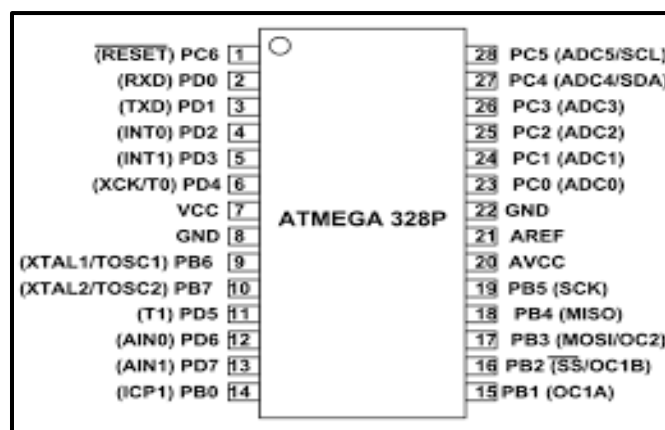 (RESET) PC6 1
(RXD) PD0 2
(TXD) PD1 3
(INT0) PD2 4
(INT1) PD3 5
(XCK/T0) PD4 6
VCC 7
GND 8
(XTAL1/TOSC1) PB6 9
(XTAL2/TOSC2) PB7 10
(T1) PD5 11
(AIN0) PD6 12
(AIN1) PD7 13
(ICP1) PB0 14
ATMEGA 328P
28 PC5 (ADC5/SCL)
27 PC4 (ADC4/SDA)
26 PC3 (ADC3)
25 PC2 (ADC2)
24 PC1 (ADC1)
23 PC0 (ADC0)
22 GND
21 AREF
20 AVCC
19 PB5 (SCK)
18 PB4 (MISO)
17 PB3 (MOSI/OC2)
16 PB2 (SS/OC1B)
15 PB1 (OC1A)